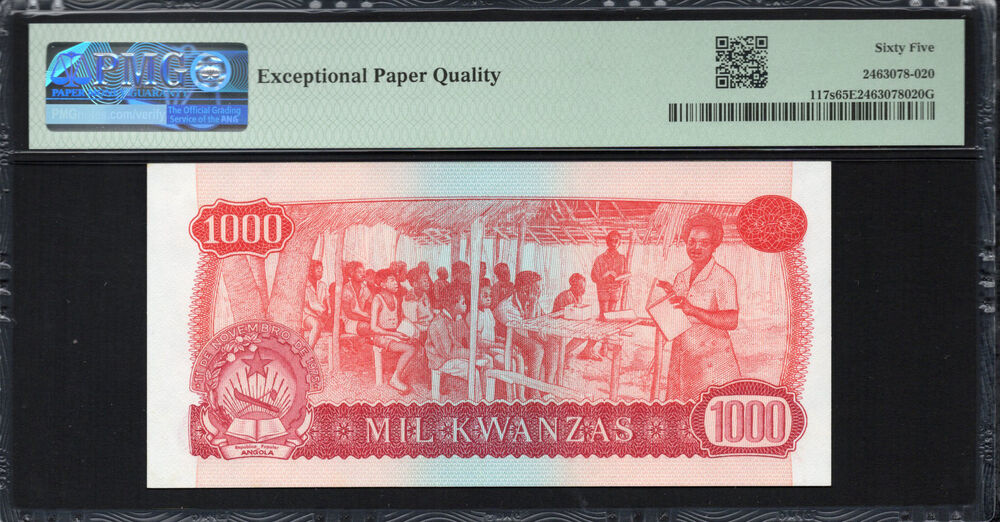 PMG
PAPER MONEY GUARANTY
PMGnotes.com/verify
The Official Grading
Service of the ANA
Exceptional Paper Quality
Sixty Five
2463078-020
117s65E2463078020G
1000
11 DE NOVEMBRO DE 1975
República Popular
ANGOLA
MIL KWANZAS
1000